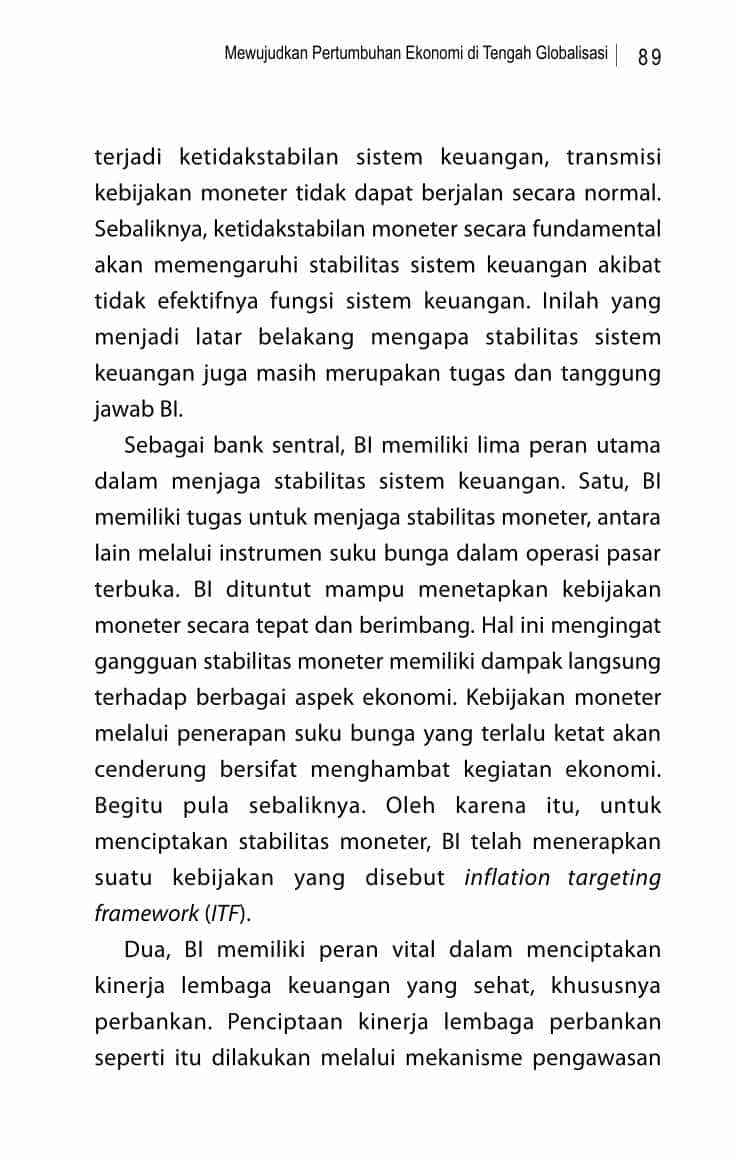 Mewujudkan Pertumbuhan Ekonomi di Tengah Globalisasi | 89
terjadi ketidakstabilan sistem keuangan, transmisi
kebijakan moneter tidak dapat berjalan secara normal.
Sebaliknya, ketidakstabilan moneter secara fundamental
akan memengaruhi stabilitas sistem keuangan akibat
tidak efektifnya fungsi sistem keuangan. Inilah yang
menjadi latar belakang mengapa stabilitas sistem
keuangan juga masih merupakan tugas dan tanggung
jawab BI.
Sebagai bank sentral, BI memiliki lima peran utama
dalam menjaga stabilitas sistem keuangan. Satu, BI
memiliki tugas untuk menjaga stabilitas moneter, antara
lain melalui instrumen suku bunga dalam operasi pasar
terbuka. BI dituntut mampu menetapkan kebijakan
moneter secara tepat dan berimbang. Hal ini mengingat
gangguan stabilitas moneter memiliki dampak langsung
terhadap berbagai aspek ekonomi. Kebijakan moneter
melalui penerapan suku bunga yang terlalu ketat akan
cenderung bersifat menghambat kegiatan ekonomi.
Begitu pula sebaliknya. Oleh karena itu, untuk
menciptakan stabilitas moneter, BI telah menerapkan
suatu kebijakan yang disebut inflation targeting
framework (ITF).
Dua, BI memiliki peran vital dalam menciptakan
kinerja lembaga keuangan yang sehat, khususnya
perbankan. Penciptaan kinerja lembaga perbankan
seperti itu dilakukan melalui mekanisme pengawasan